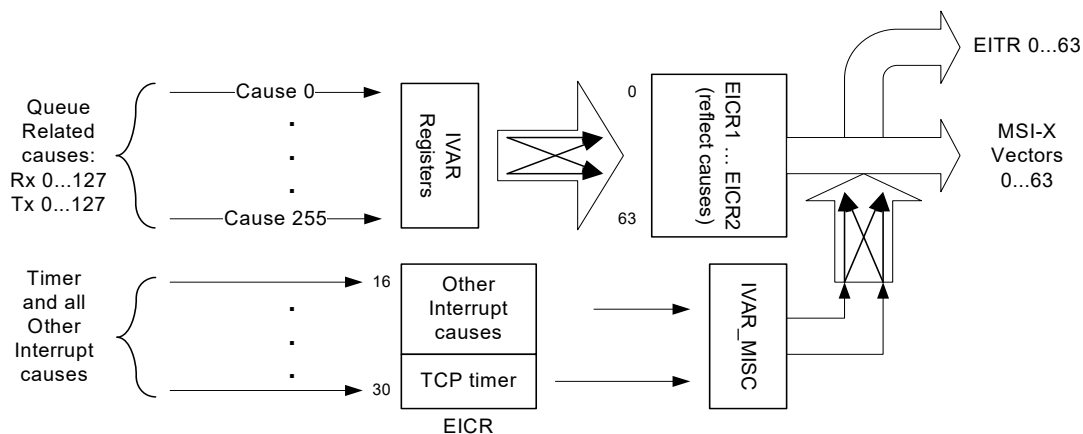 Queue
Related
causes:
Rx 0...127
Tx 0...127
Cause 0
.
.
.
Cause 255
IVAR
Registers
0
63
EICR1 ... EICR2
(reflect causes)
EITR 0...63
MSI-X
Vectors
0...63
Timer
and all
Other
Interrupt
causes
.
.
.
16
30
Other
Interrupt
causes
TCP timer
EICR
IVAR_MISC